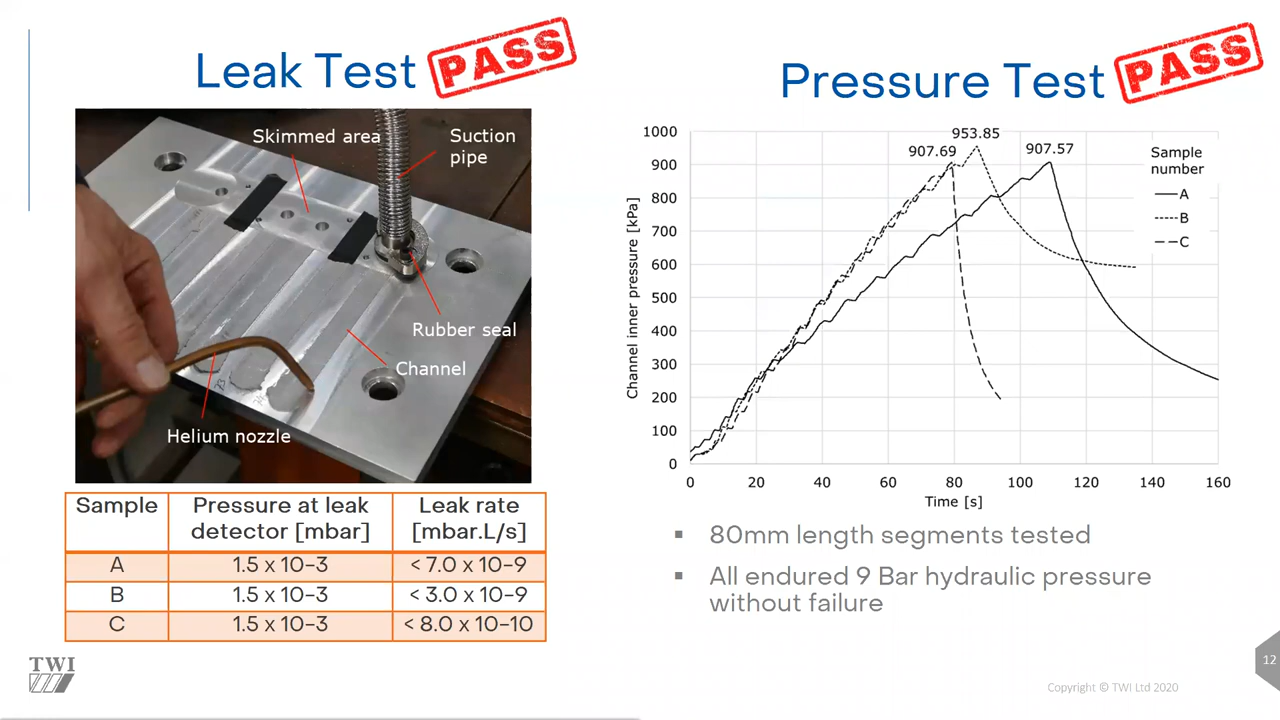 Leak Test
PASS
Skimmed area
Suction
pipe
Rubber seal
Channel
Helium nozzle
Sample
Pressure at leak
detector [mbar]
Leak rate
[mbar.L/s]
A
1.5 x 10–3
< 7.0 x 10–9
B
1.5 x 10–3
< 3.0 x 10–9
C
1.5 x 10–3
< 8.0 x 10–10
TWI
Pressure Test
PASS
Channel inner pressure [kPa]
1000
900
800
700
600
500
400
300
200
100
0
907.69
953.85
907.57
Sample
number
A
B
C
0
20
40
60
80
100
120
140
160
Time [s]
▪ 80mm length segments tested
▪ All endured 9 Bar hydraulic pressure
without failure
12
Copyright © TWI Ltd 2020